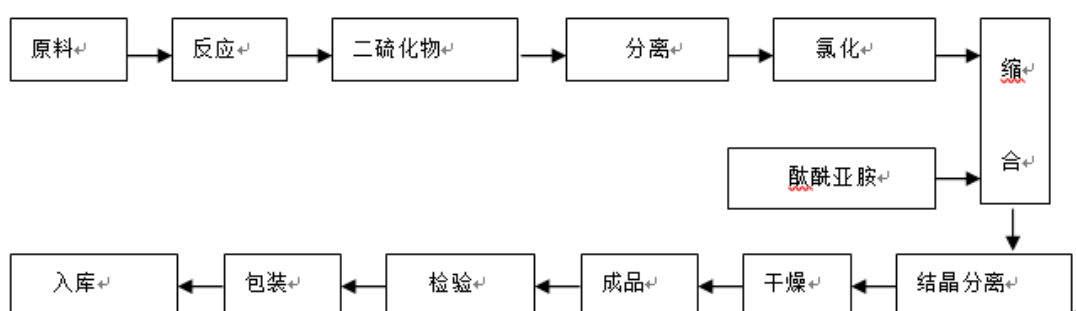 原料
反应
二硫化物
分离
氯化
缩
合
酞酰亚胺
入库
包装
检验
成品
干燥
结晶分离